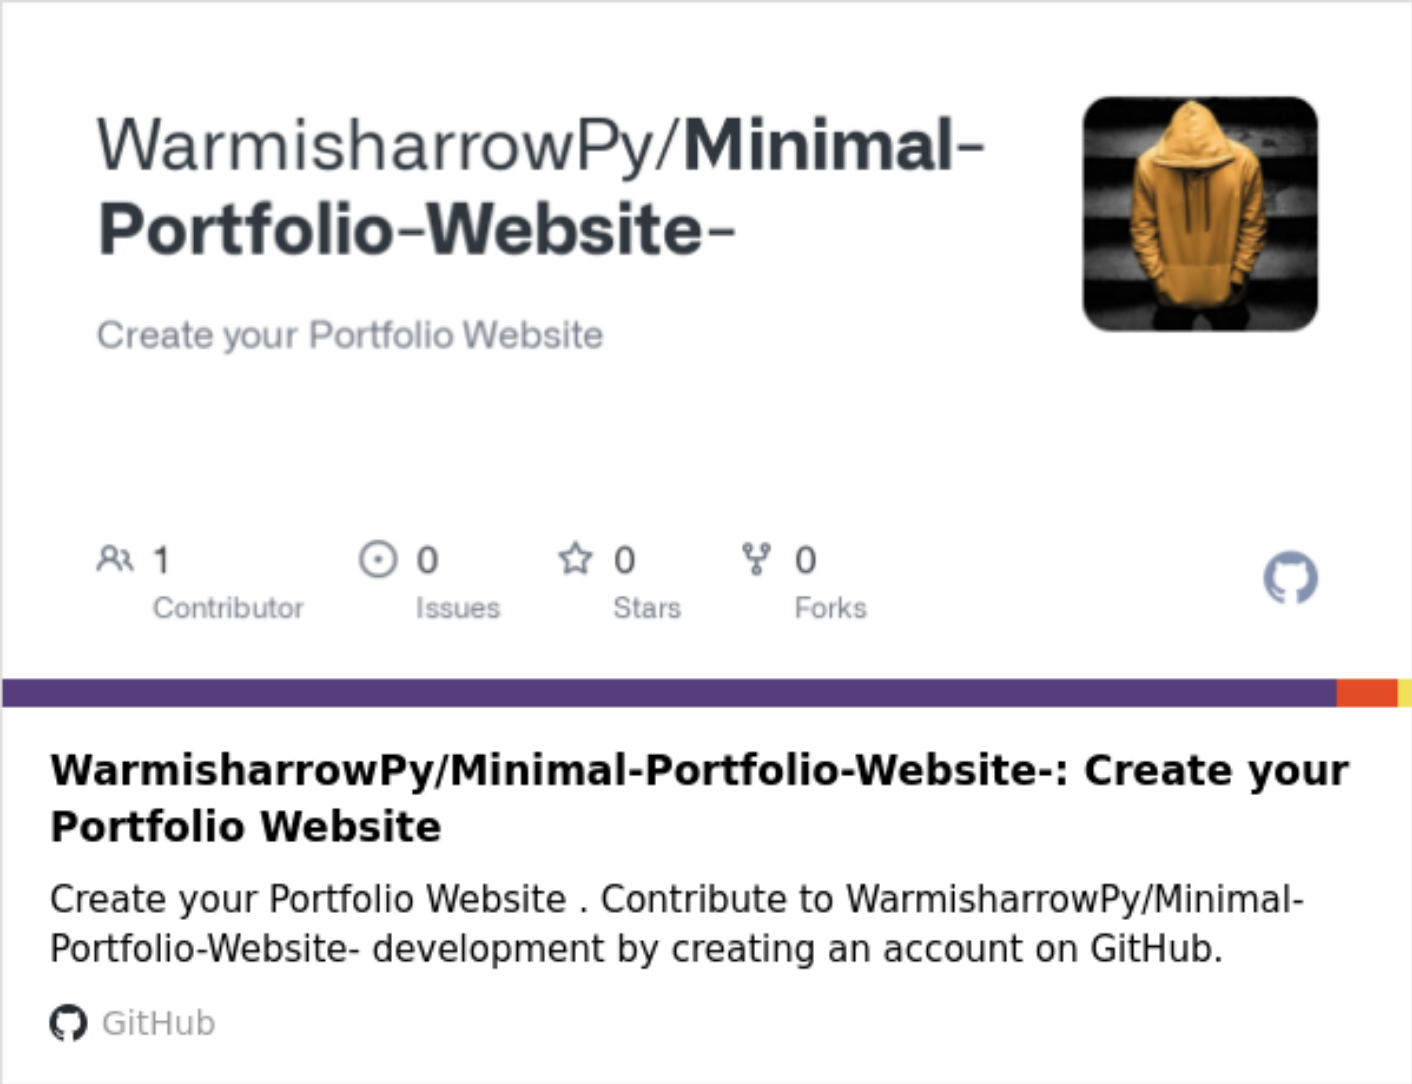 WarmisharrowPy/Minimal-
Portfolio-Website-
Create your Portfolio Website
1 0 0 0
Contributor Issues Stars Forks
WarmisharrowPy/Minimal-Portfolio-Website-: Create your
Portfolio Website
Create your Portfolio Website . Contribute to WarmisharrowPy/Minimal-
Portfolio-Website- development by creating an account on GitHub.
GitHub